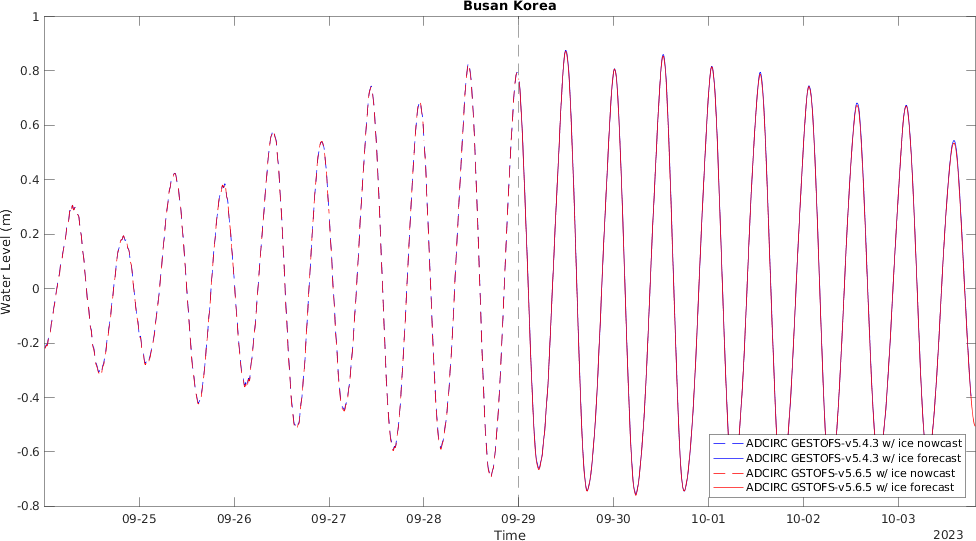 Busan Korea
1
0.8
0.6
0.4
0.2
0
-0.2
-0.4
-0.6
-0.8
Water Level (m)
ADCIRC GESTOFS-v5.4.3 w/ ice nowcast
ADCIRC GESTOFS-v5.4.3 w/ ice forecast
ADCIRC GSTOFS-v5.6.5 w/ ice nowcast
ADCIRC GSTOFS-v5.6.5 w/ ice forecast
09-25 09-26 09-27 09-28 09-29 09-30 10-01 10-02 10-03
Time
2023